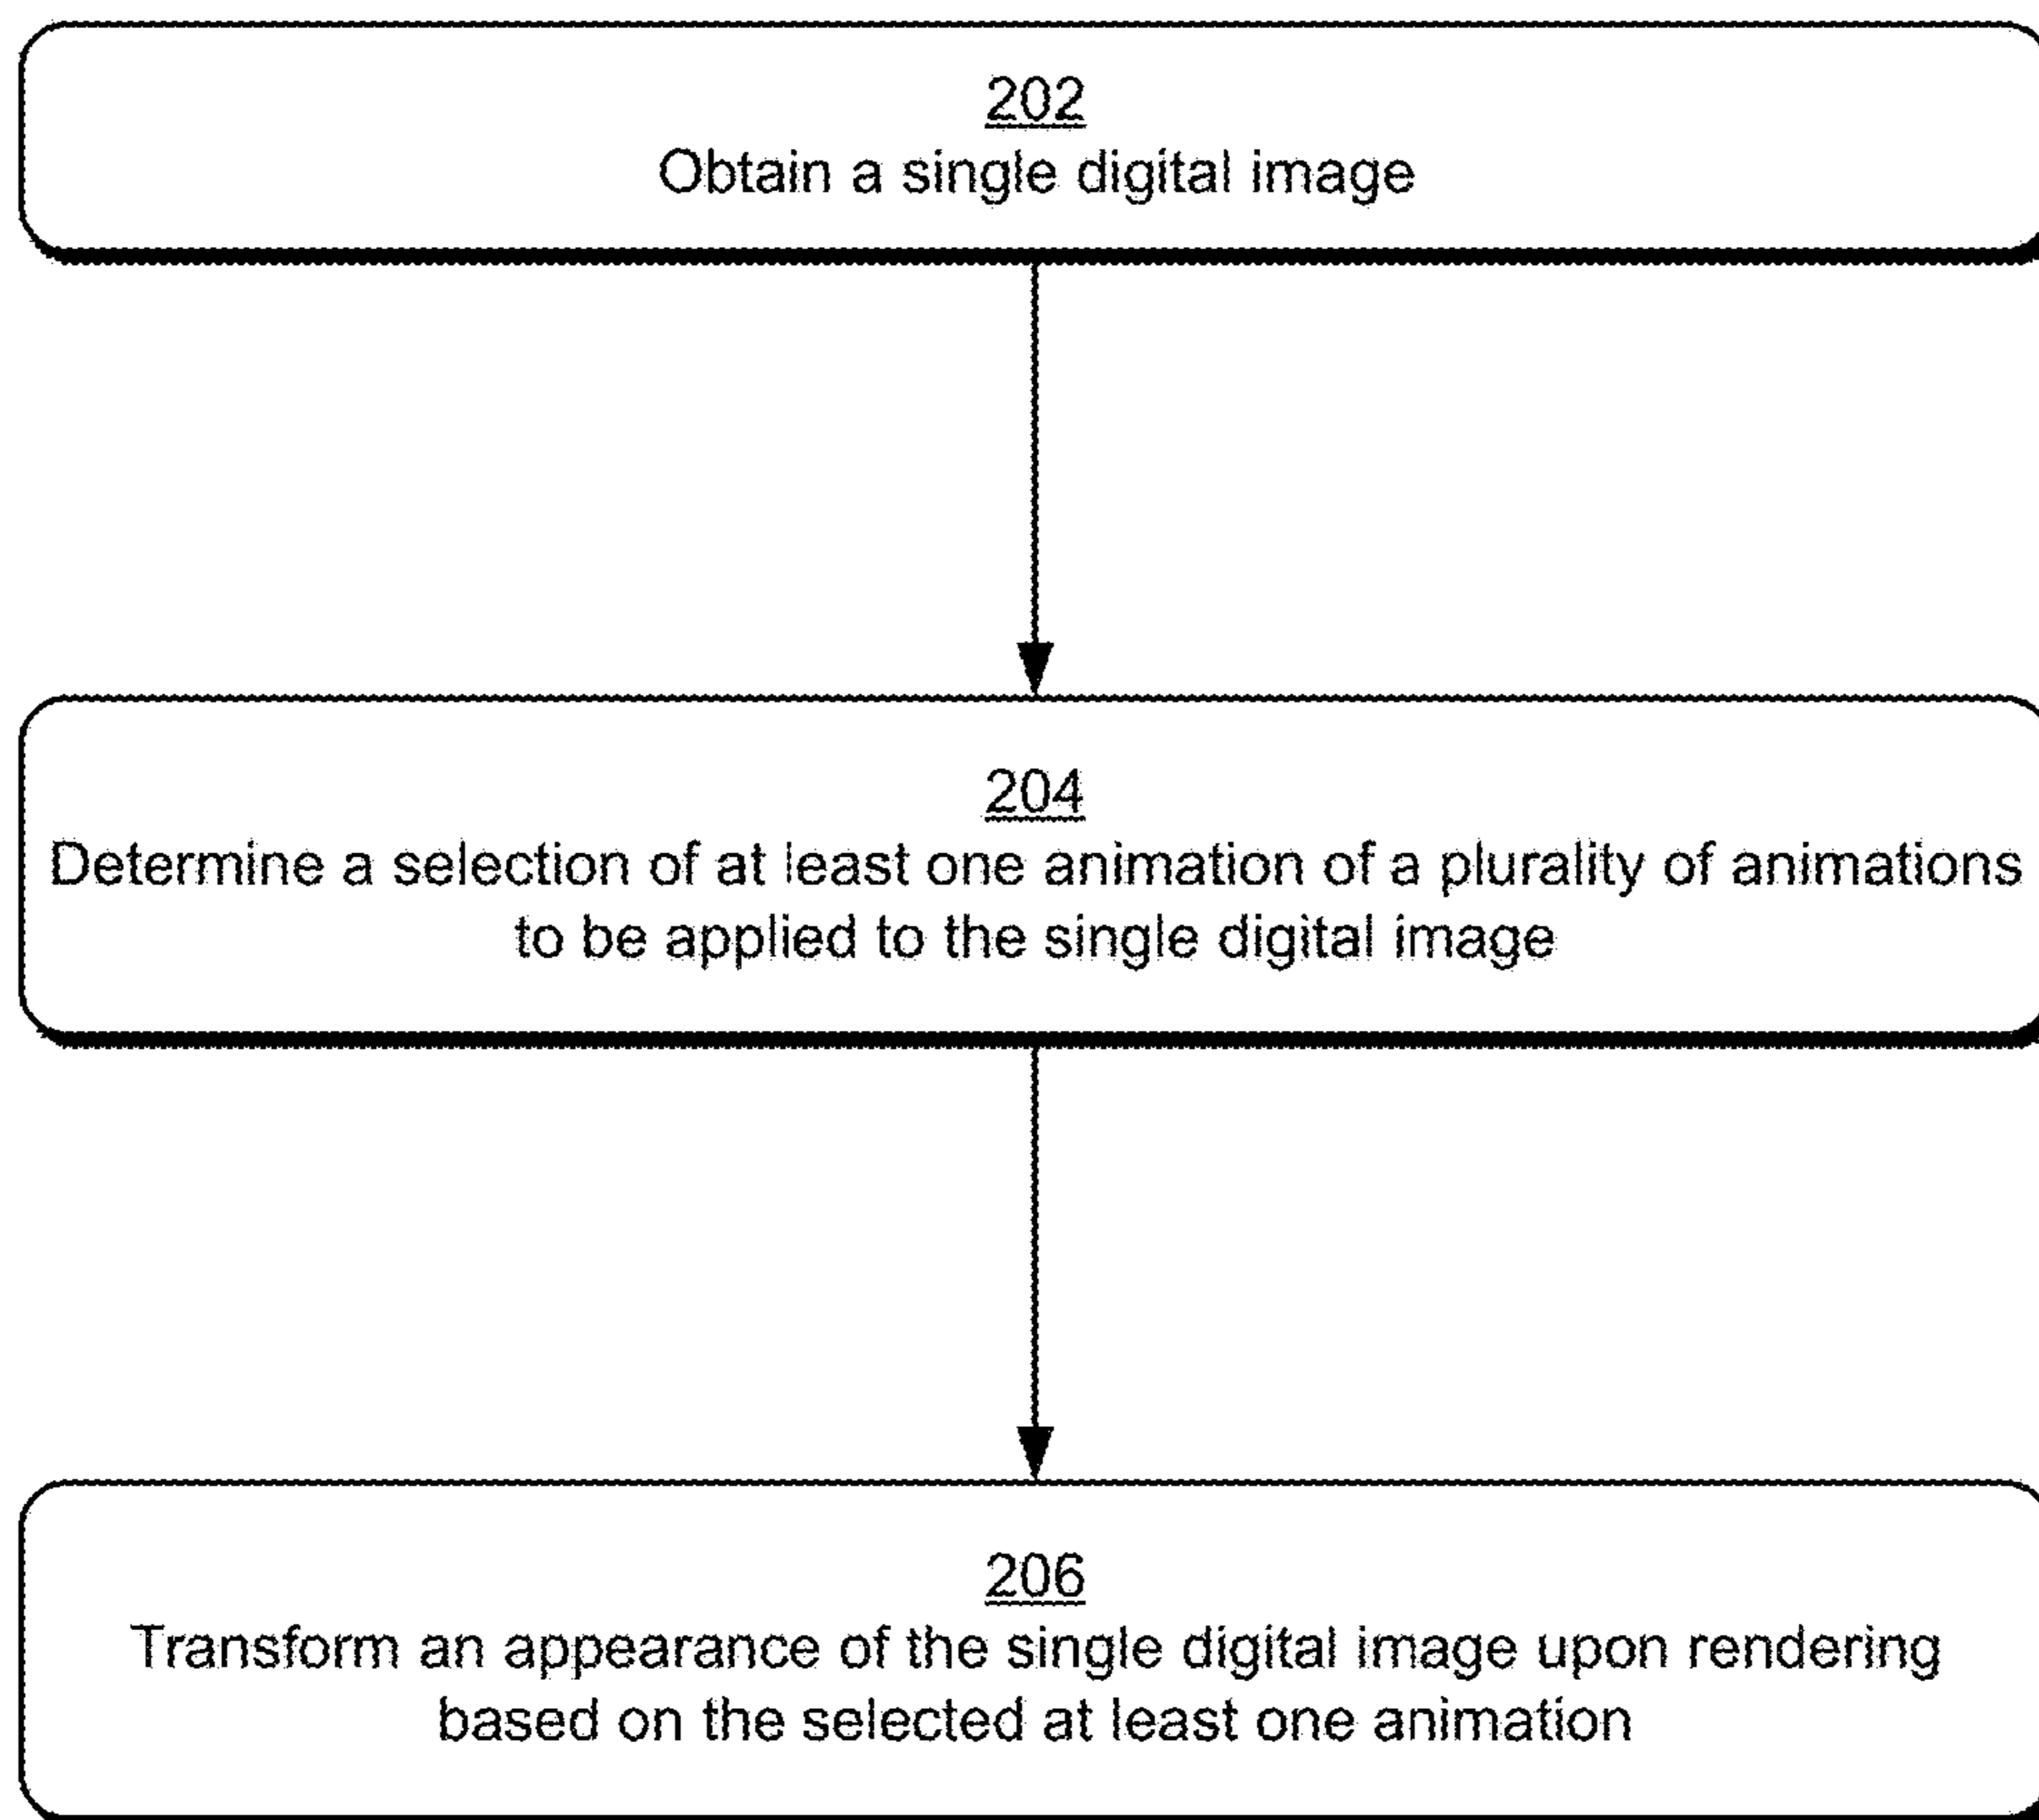 202
Obtain a single digital image
204
Determine a selection of at least one animation of a plurality of animations
to be applied to the single digital image
206
Transform an appearance of the single digital image upon rendering
based on the selected at least one animation